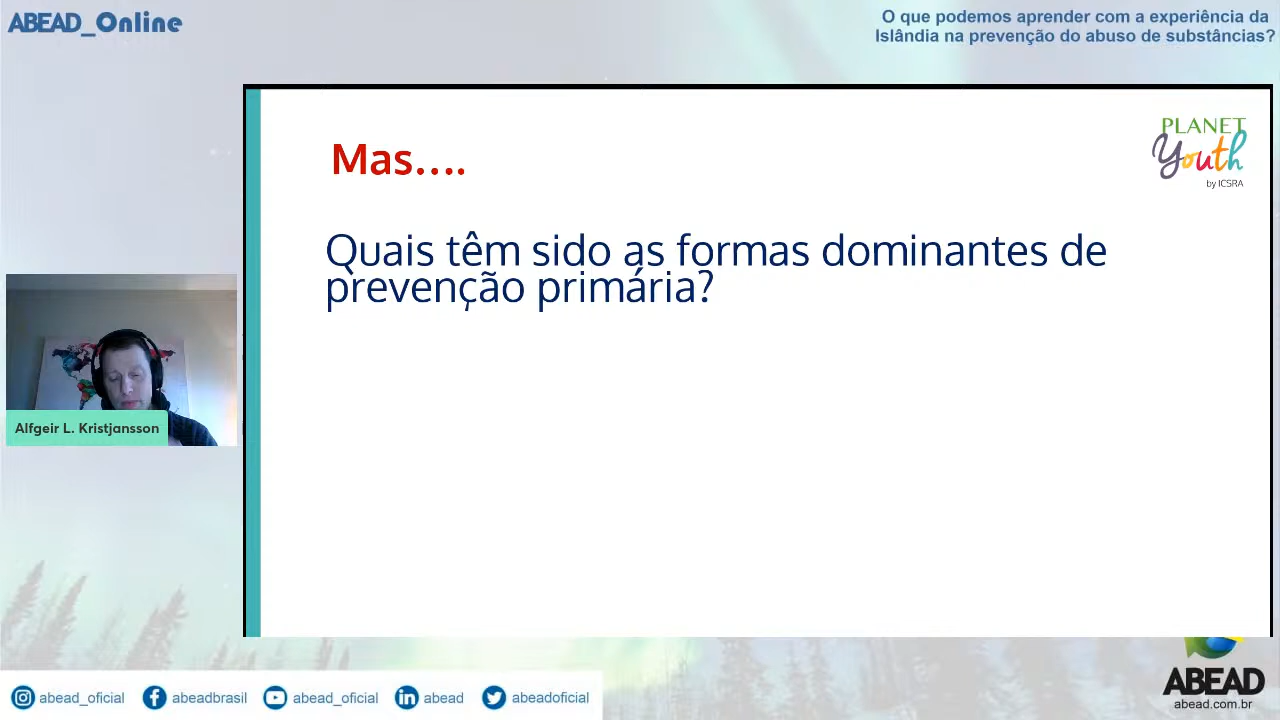 ABEAD_Online
O que podemos aprender com a experiência da
Islândia na prevenção do abuso de substâncias?
PLANET
Youth
by ICSRA
Mas....
Quais têm sido as formas dominantes de
prevenção primária?
Alfgeir L. Kristjansson
abead_oficial
abeadbrasil
abead_oficial
abead
abeadoficial
ABEAD
abead.com.br